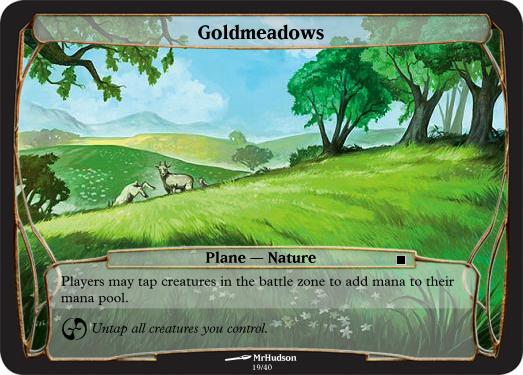 Goldmeadows
Plane — Nature
Players may tap creatures in the battle zone to add mana to their
mana pool.
Untap all creatures you control.
MrHudson
19/40